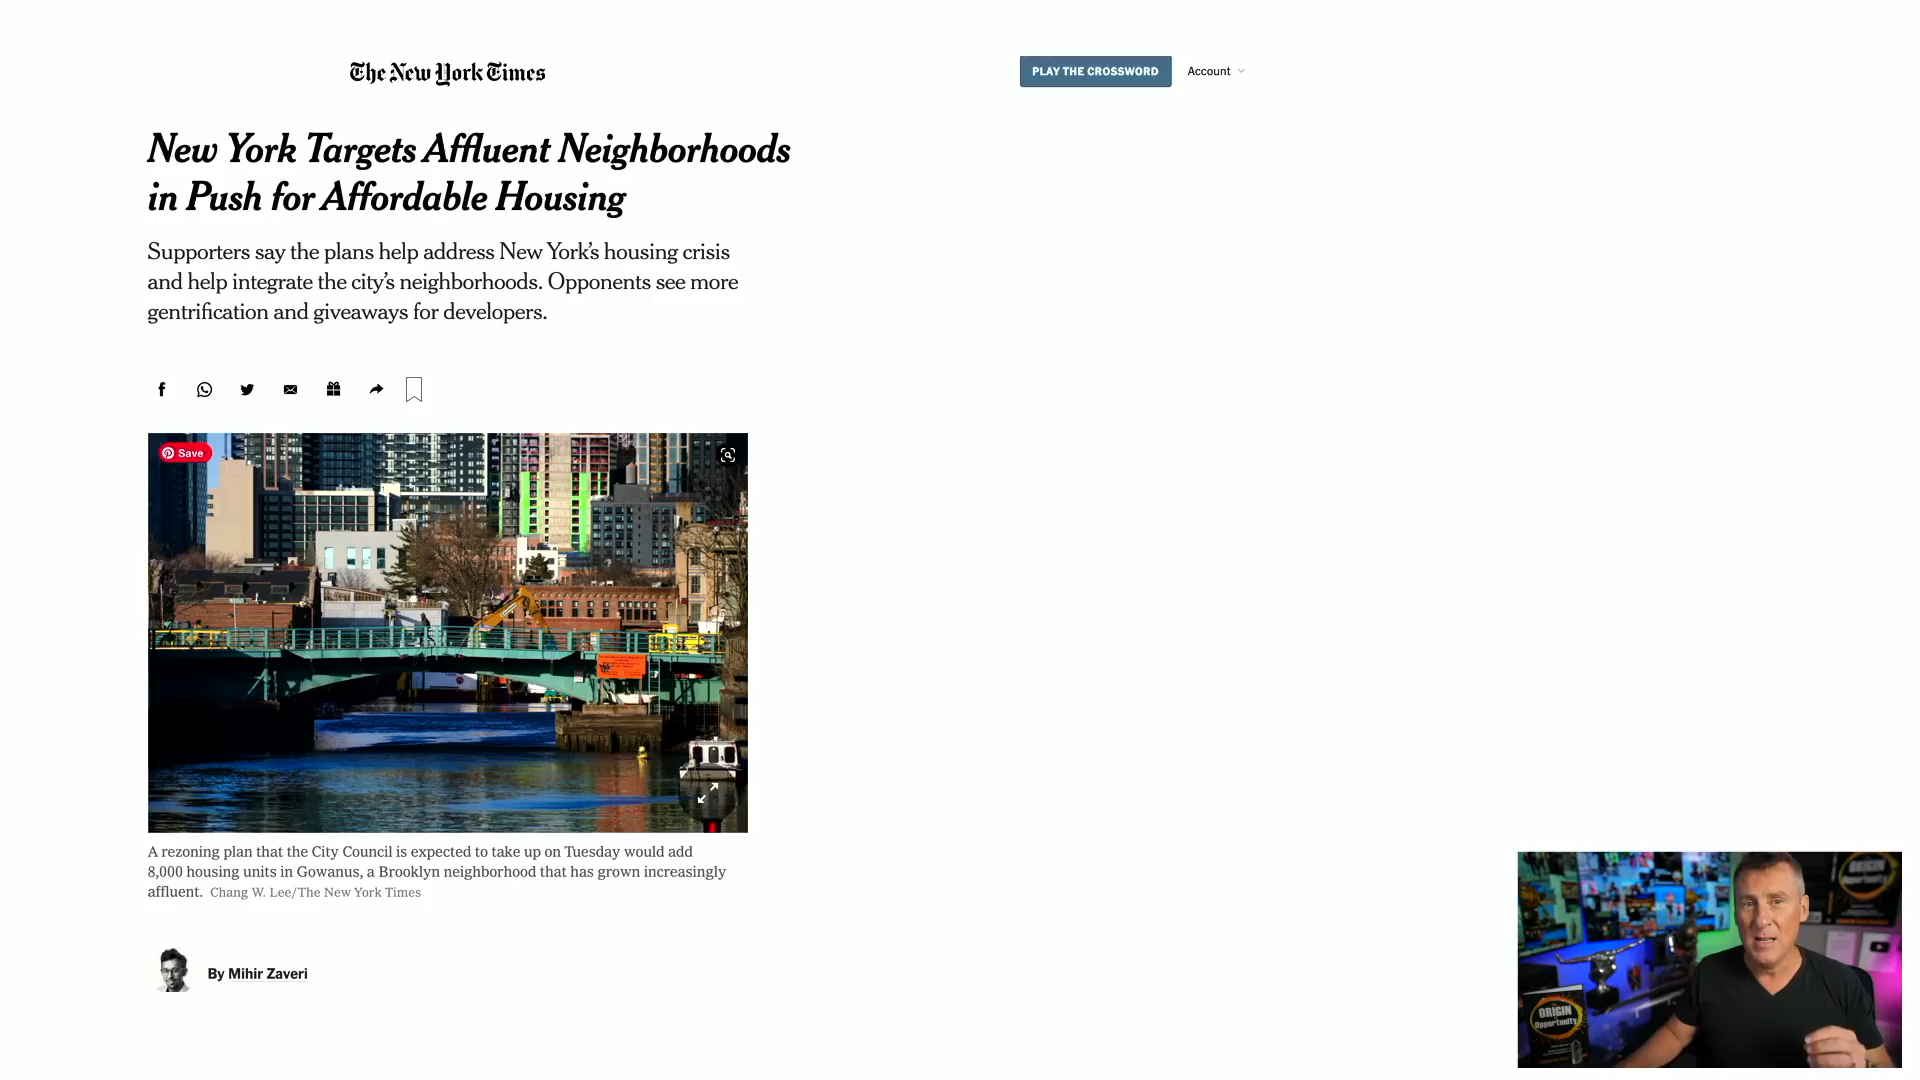 The New York Times
PLAY THE CROSSWORD
Account
New York Targets Affluent Neighborhoods
in Push for Affordable Housing
Supporters say the plans help address New York’s housing crisis
and help integrate the city’s neighborhoods. Opponents see more
gentrification and giveaways for developers.
Save
A rezoning plan that the City Council is expected to take up on Tuesday would add
8,000 housing units in Gowanus, a Brooklyn neighborhood that has grown increasingly
affluent. Chang W. Lee/The New York Times
By Mihir Zaveri
ORIGIN
Opportunity
ORIGIN
Opportunity